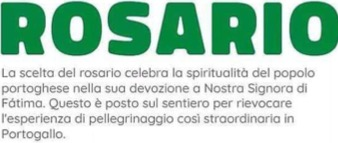 ROSARIO
La scelta del rosario celebra la spiritualità del popolo
portoghese nella sua devozione a Nostra Signora di
Fátima. Questo è posto sul sentiero per rievocare
l'esperienza di pellegrinaggio così straordinaria in
Portogallo.